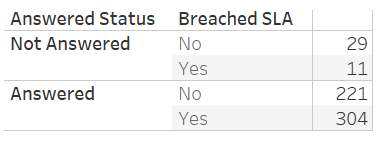 Answered Status Breached SLA
Not Answered No 29
Yes 11
Answered No 221
Yes 304